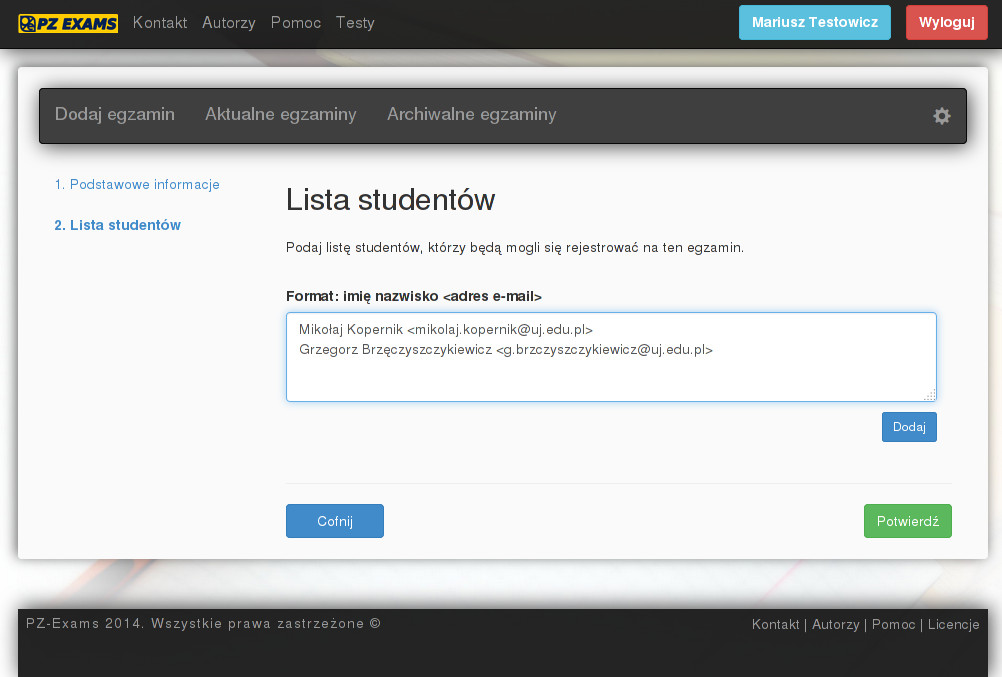 PZ EXAMS Kontakt Autorzy Pomoc Testy Mariusz Testowicz Wyloguj
Dodaj egzamin Aktualne egzaminy Archiwalne egzaminy
1. Podstawowe informacje
2. Lista studentów
Lista studentów
Podaj listę studentów, którzy będą mogli się rejestrować na ten egzamin.
Format: imię nazwisko <adres e-mail>
Mikołaj Kopernik <mikolaj.kopernik@uj.edu.pl>
Grzegorz Brzęczyszczykiewicz <g.brzczyszczykiewicz@uj.edu.pl>
Dodaj
Cofnij Potwierdź
PZ-Exams 2014. Wszystkie prawa zastrzeżone © Kontakt | Autorzy | Pomoc | Licencje